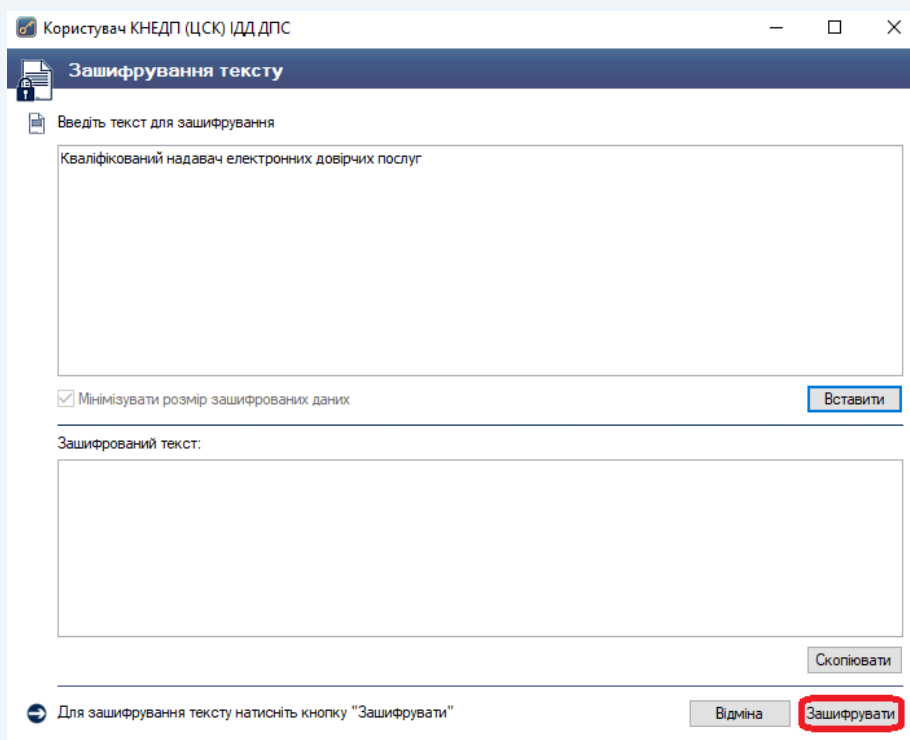 Користувач КНЕДП (ЦСК) ІДД ДПС
Зашифрування тексту
Введіть текст для зашифрування
Кваліфікований надавач електронних довірчих послуг
Мінімізувати розмір зашифрованих даних
Вставити
Зашифрований текст:
Скопіювати
Для зашифрування тексту натисніть кнопку "Зашифрувати"
Відміна
Зашифрувати